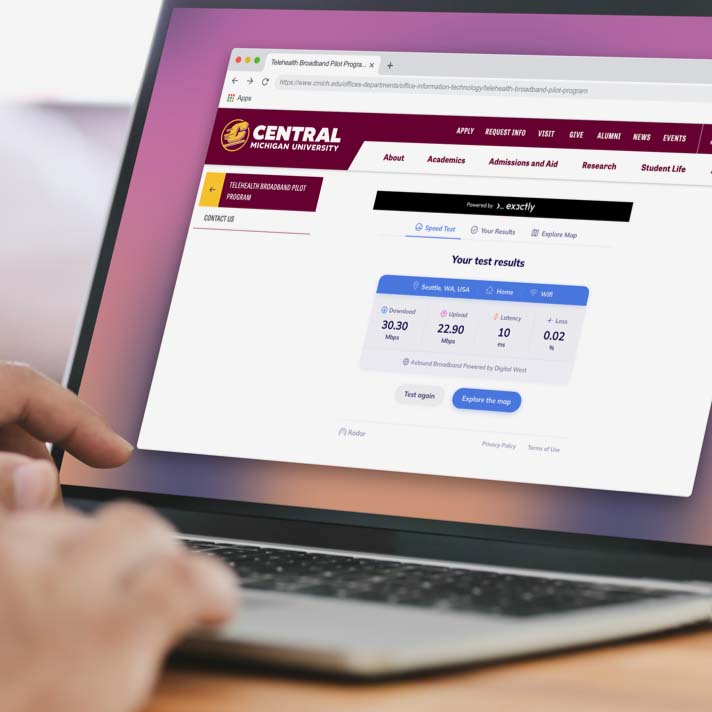 Telehealth Broadband Pilot Progra..
https://www.cmich.edu/offices-departments/office-information-technology/telehealth-broadband-pilot-program
Apps
APPLY REQUEST INFO VISIT GIVE ALUMNI NEWS EVENTS
CENTRAL
MICHIGAN UNIVERSITY
About Academics Admissions and Aid Research Student Life
TELEHEALTH BROADBAND PILOT
PROGRAM
CONTACT US
Powered by exactly
Speed Test Your Results Explore Map
Your test results
Seattle, WA, USA Home Wifi
Download Upload Latency Loss
30.30 22.90 10 0.02
Mbps Mbps ms %
Astound Broadband Powered by Digital West
Test again Explore the map
Radar Privacy Policy Terms of Use